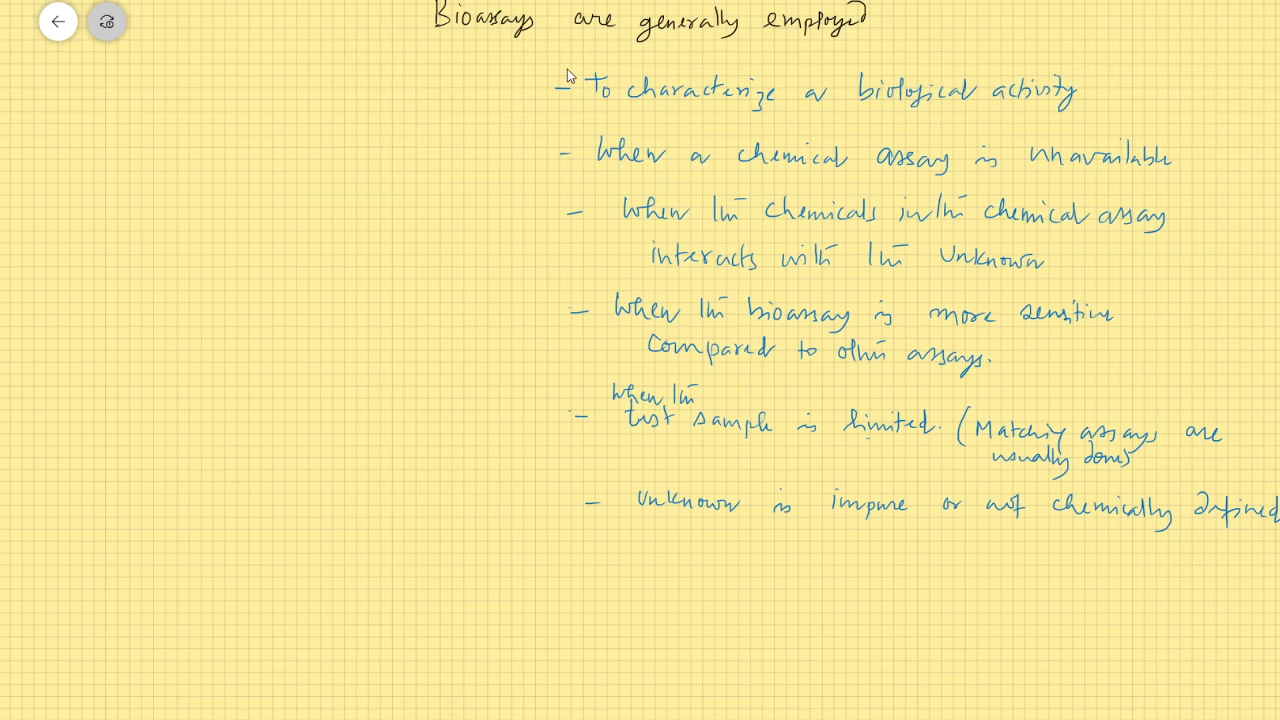 Bioassays are generally employed
- To characterize a biological activity
- When a chemical assay is unavailable
- When the chemicals in the chemical assay
interacts with the unknown
- When the bioassay is more sensitive
Compared to other assays.
When the
- test sample is limited. (Matching assays are
usually done)
- Unknown is impure or not chemically defined